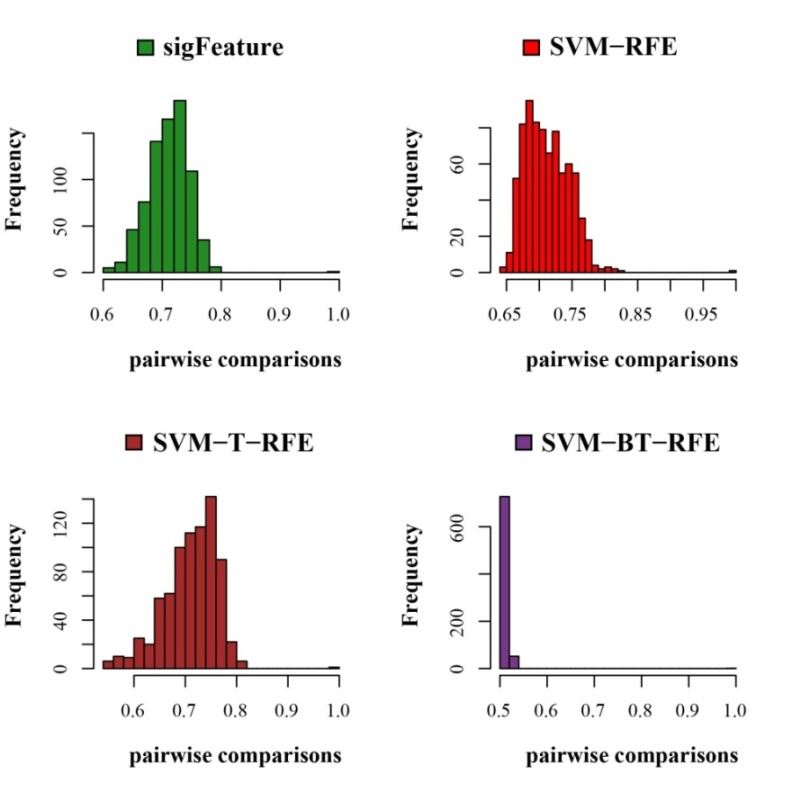 sigFeature
Frequency
0 50 100
0.6 0.7 0.8 0.9 1.0
pairwise comparisons
SVM−RFE
Frequency
0 20 60
0.65 0.75 0.85 0.95
pairwise comparisons
SVM−T−RFE
Frequency
0 40 80 120
0.6 0.7 0.8 0.9 1.0
pairwise comparisons
SVM−BT−RFE
Frequency
0 200 600
0.5 0.6 0.7 0.8 0.9 1.0
pairwise comparisons